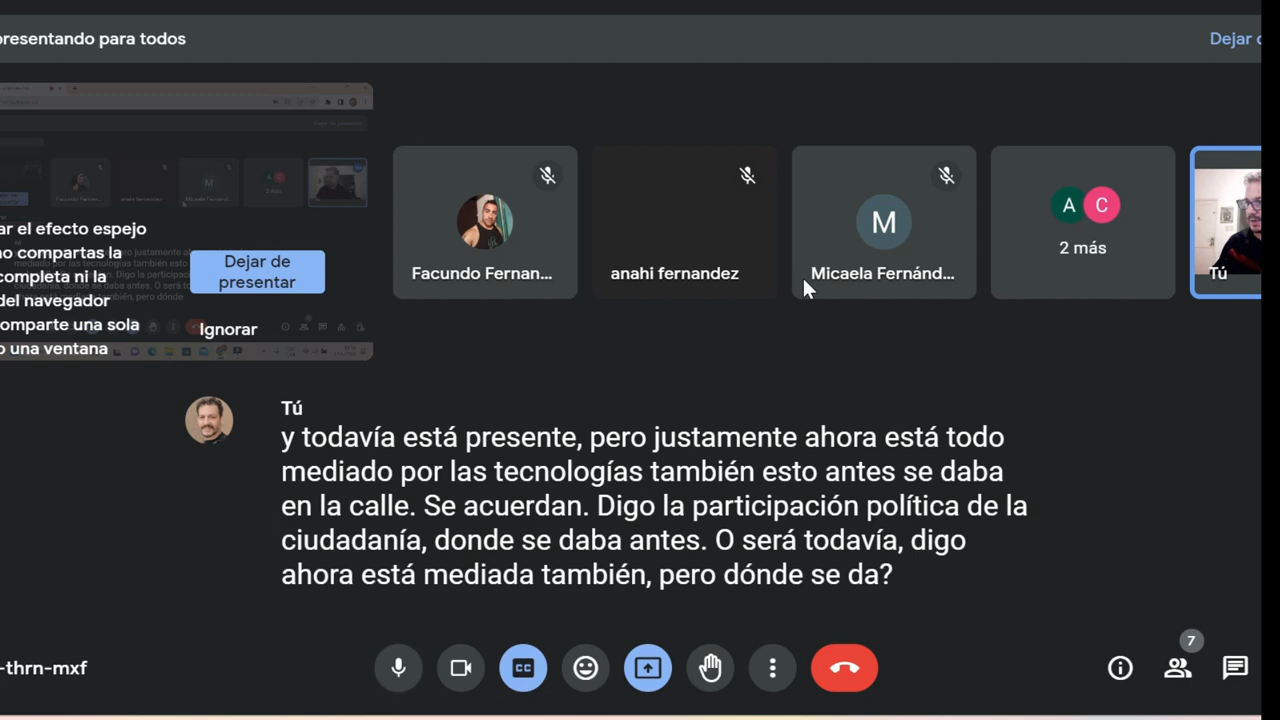 presentando para todos
Dejar
ar el efecto espejo
no compartas la
completa ni la
del navegador
comparte una sola
o una ventana
Dejar de
presentar
Ignorar
Facundo Fernan...
anahi fernandez
M
Micaela Fernánd...
A C
2 más
Tú
Tú
y todavía está presente, pero justamente ahora está todo
mediado por las tecnologías también esto antes se daba
en la calle. Se acuerdan. Digo la participación política de la
ciudadanía, donde se daba antes. O será todavía, digo
ahora está mediada también, pero dónde se da?
-thrn-mxf
CC
7